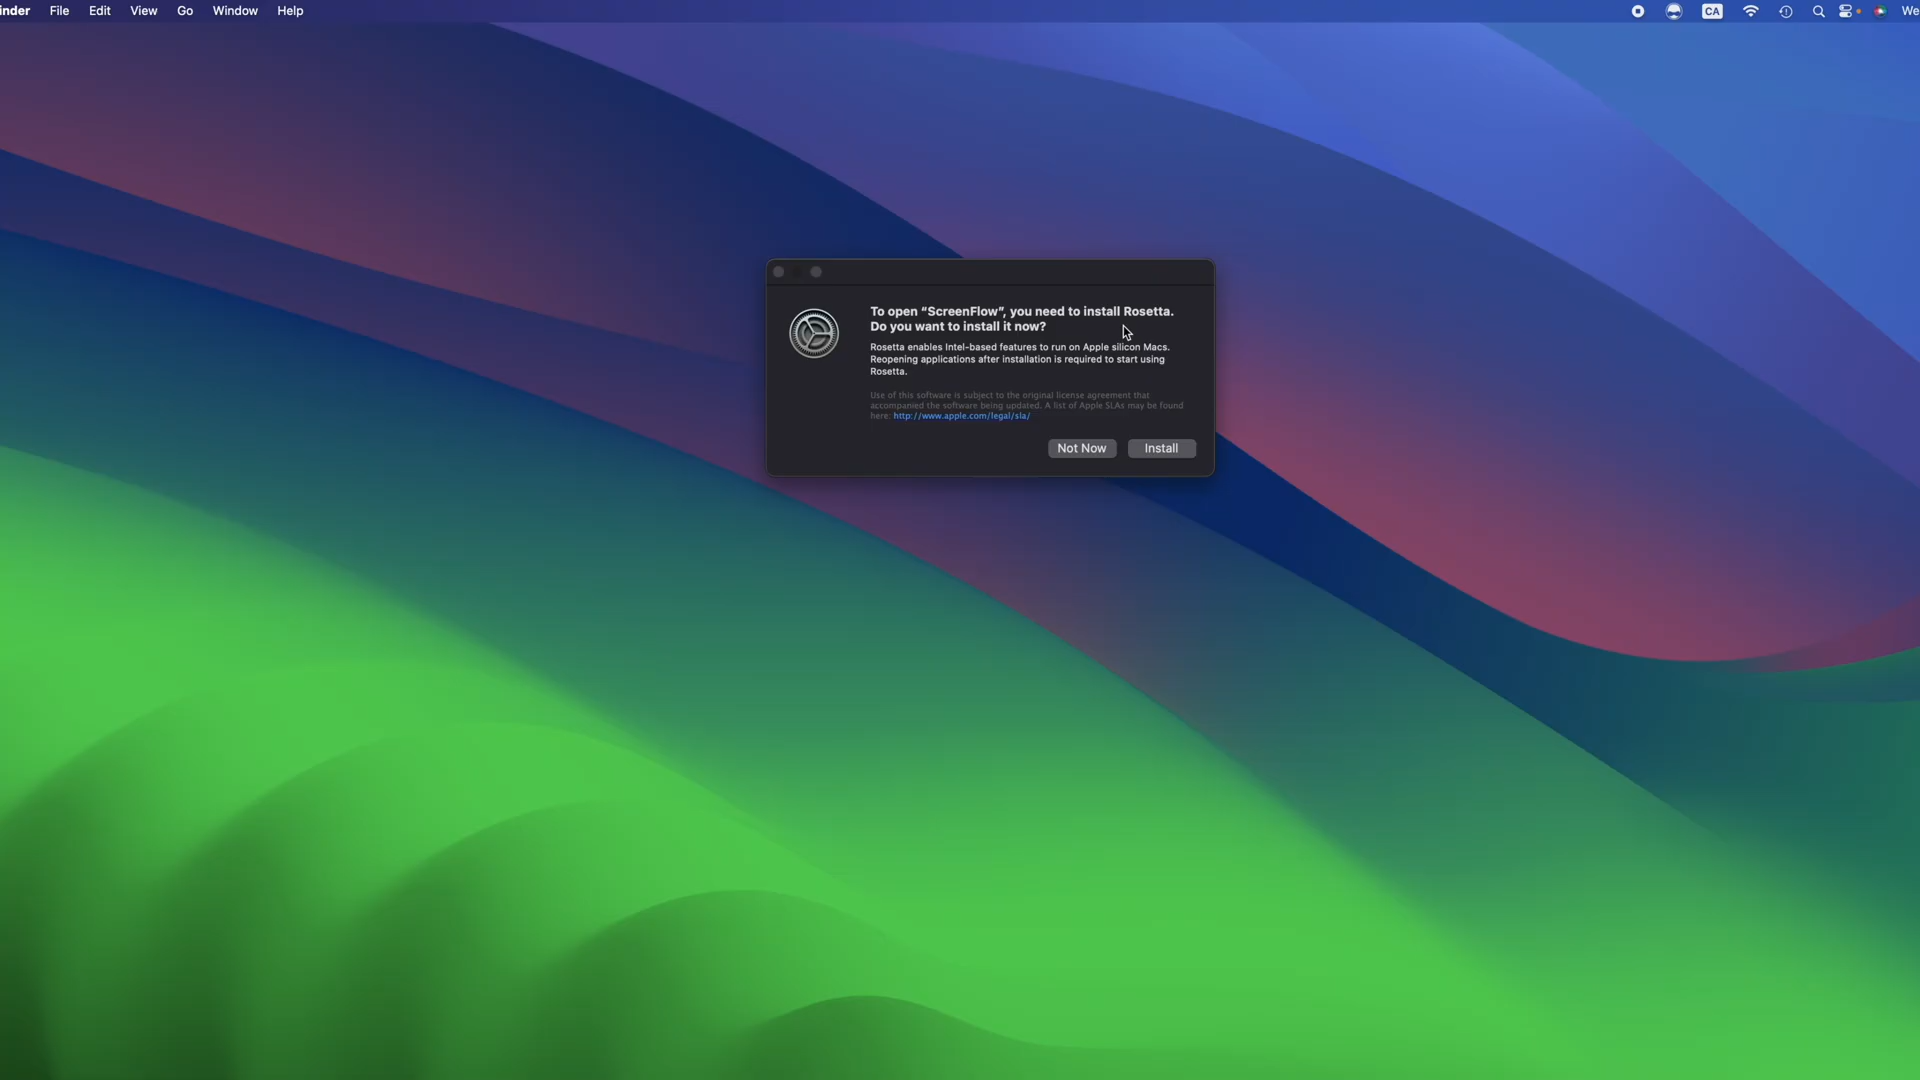 inder File Edit View Go Window Help CA We
To open “ScreenFlow”, you need to install Rosetta.
Do you want to install it now?
Rosetta enables Intel-based features to run on Apple silicon Macs.
Reopening applications after installation is required to start using
Rosetta.
Use of this software is subject to the original license agreement that
accompanied the software being updated. A list of Apple SLAs may be found
here: http://www.apple.com/legal/sla/
Not Now Install